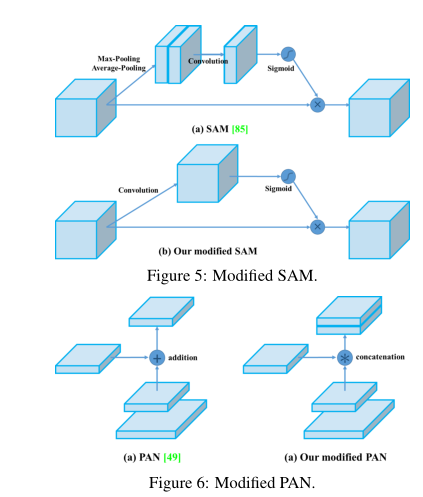 Max-Pooling
Average-Pooling
Convolution
Sigmoid
(a) SAM [85]
Convolution
Sigmoid
(b) Our modified SAM
Figure 5: Modified SAM.
addition
concatenation
(a) PAN [49]
(a) Our modified PAN
Figure 6: Modified PAN.